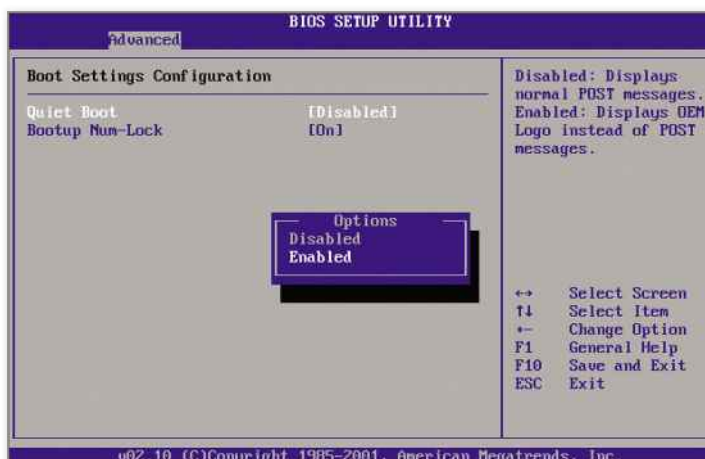 BIOS SETUP UTILITY
Advanced
Boot Settings Configuration
Quiet Boot [Disabled]
Bootup Num-Lock [On]
Options
Disabled
Enabled
Disabled: Displays
normal POST messages.
Enabled: Displays OEM
Logo instead of POST
messages.
↔ Select Screen
↑↓ Select Item
←─ Change Option
F1 General Help
F10 Save and Exit
ESC Exit
v02.10 (C)Copyright 1985-2001, American Megatrends, Inc.